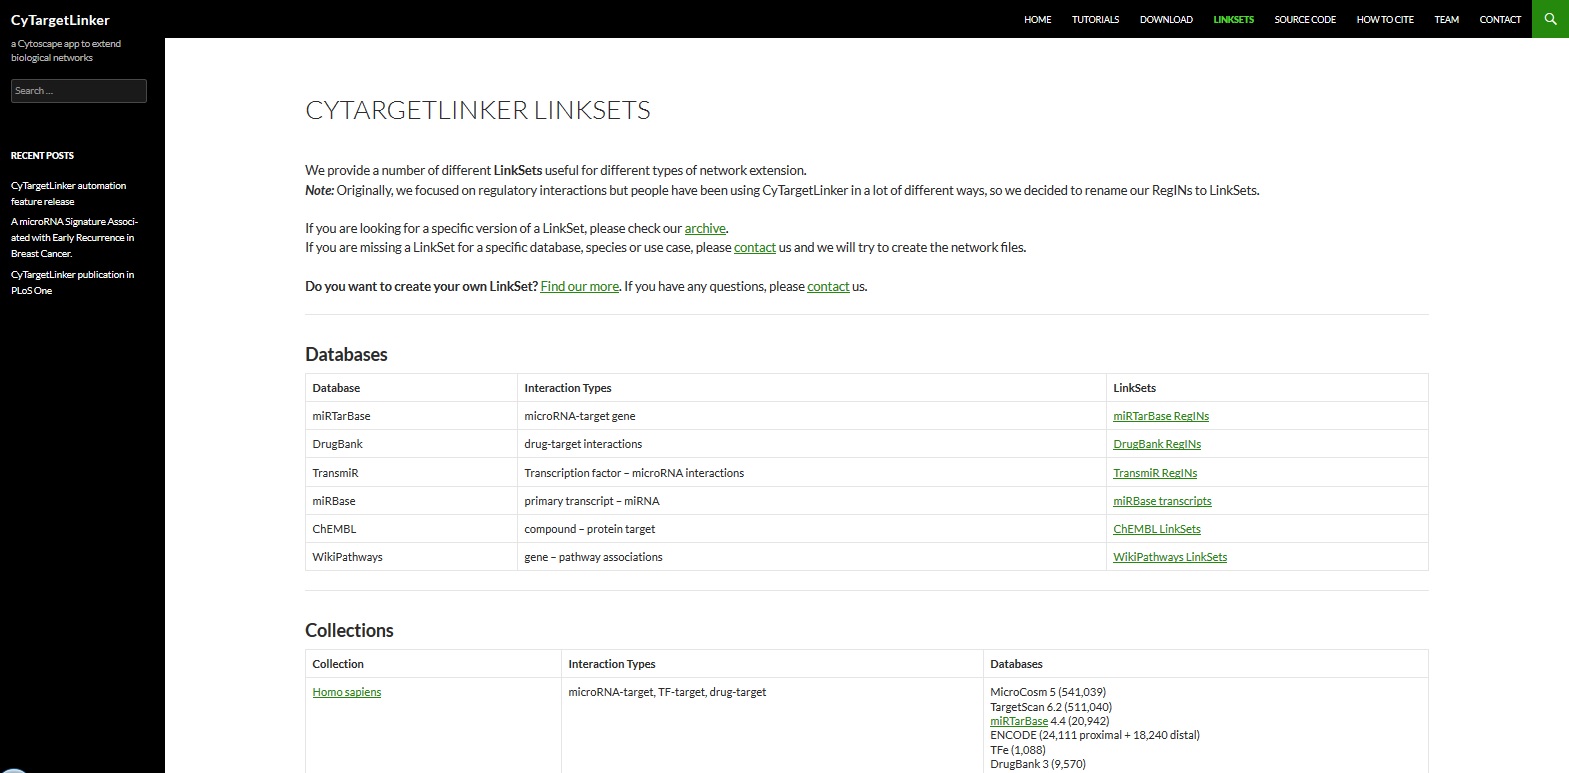 CyTargetLinker
a Cytoscape app to extend
biological networks
Search ...
RECENT POSTS
CyTargetLinker automation
feature release
A microRNA Signature Associ-
ated with Early Recurrence in
Breast Cancer.
CyTargetLinker publication in
PLoS One
HOME TUTORIALS DOWNLOAD LINKSETS SOURCE CODE HOW TO CITE TEAM CONTACT
CYTARGETLINKER LINKSETS
We provide a number of different LinkSets useful for different types of network extension.
Note: Originally, we focused on regulatory interactions but people have been using CyTargetLinker in a lot of different ways, so we decided to rename our RegINs to LinkSets.
If you are looking for a specific version of a LinkSet, please check our archive.
If you are missing a LinkSet for a specific database, species or use case, please contact us and we will try to create the network files.
Do you want to create your own LinkSet? Find our more. If you have any questions, please contact us.
Databases
Database Interaction Types LinkSets
miRTarBase microRNA-target gene miRTarBase RegINs
DrugBank drug-target interactions DrugBank RegINs
TransmiR Transcription factor – microRNA interactions TransmiR RegINs
miRBase primary transcript – miRNA miRBase transcripts
ChEMBL compound – protein target ChEMBL LinkSets
WikiPathways gene – pathway associations WikiPathways LinkSets
Collections
Collection Interaction Types Databases
Homo sapiens microRNA-target, TF-target, drug-target MicroCosm 5 (541,039)
TargetScan 6.2 (511,040)
miRTarBase 4.4 (20,942)
ENCODE (24,111 proximal + 18,240 distal)
TFe (1,088)
DrugBank 3 (9,570)